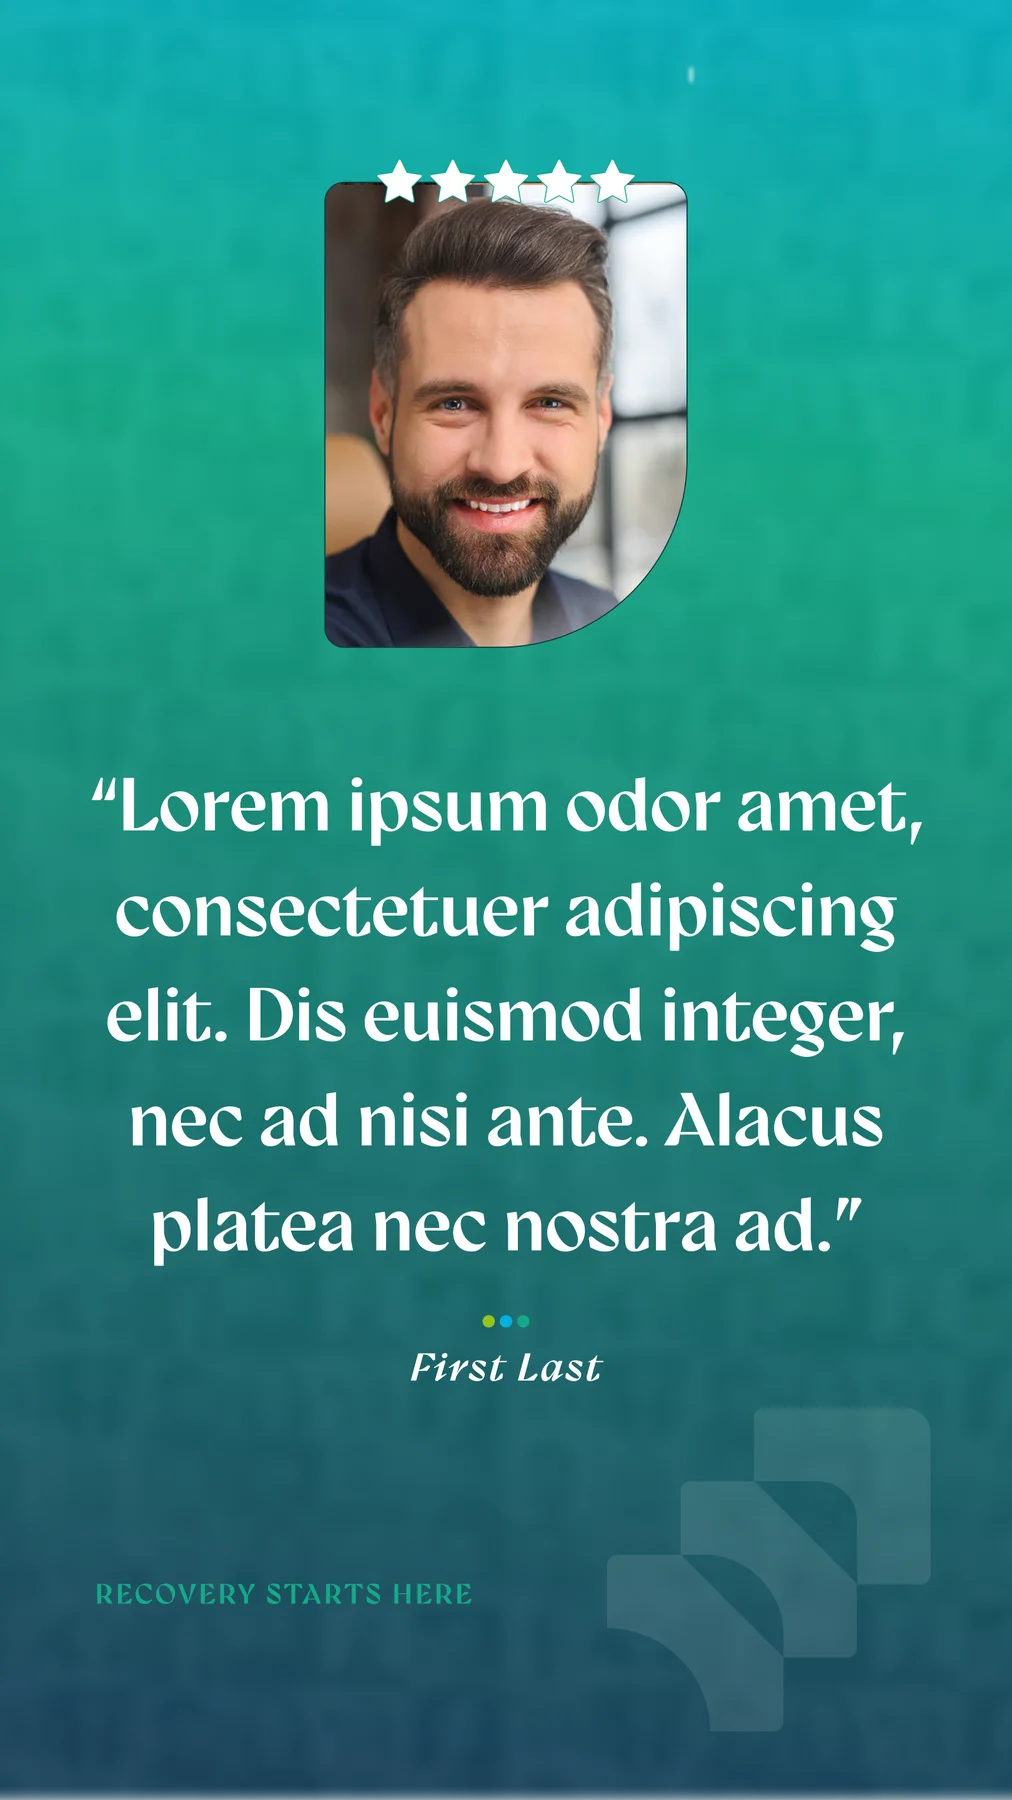 “Lorem ipsum odor amet,
consectetuer adipiscing
elit. Dis euismod integer,
nec ad nisi ante. Alacus
platea nec nostra ad.”
First Last
RECOVERY STARTS HERE